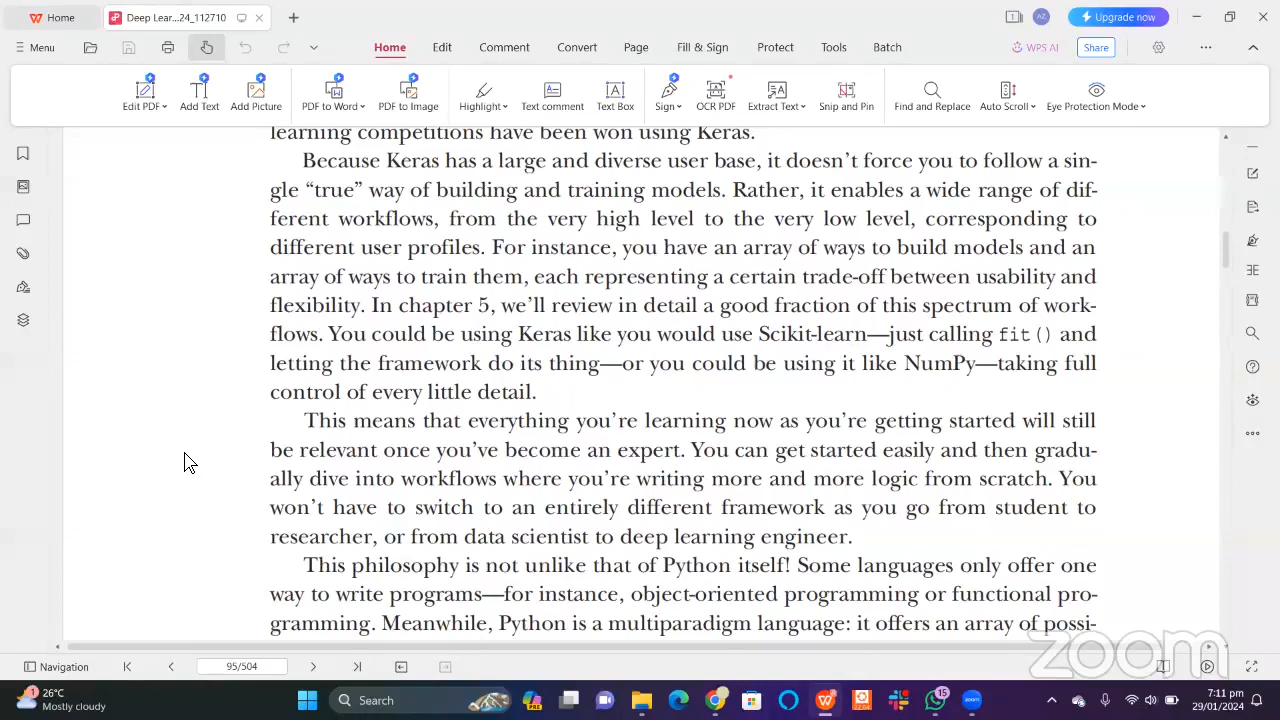 Home
Deep Lear...24_112710
1
AZ
Upgrade now
Menu
Home
Edit
Comment
Convert
Page
Fill & Sign
Protect
Tools
Batch
WPS AI
Share
Edit PDF
Add Text
Add Picture
PDF to Word
PDF to Image
Highlight
Text comment
Text Box
Sign
OCR PDF
Extract Text
Snip and Pin
Find and Replace
Auto Scroll
Eye Protection Mode
learning competitions have been won using Keras.
Because Keras has a large and diverse user base, it doesn't force you to follow a sin-
gle “true” way of building and training models. Rather, it enables a wide range of dif-
ferent workflows, from the very high level to the very low level, corresponding to
different user profiles. For instance, you have an array of ways to build models and an
array of ways to train them, each representing a certain trade-off between usability and
flexibility. In chapter 5, we'll review in detail a good fraction of this spectrum of work-
flows. You could be using Keras like you would use Scikit-learn—just calling fit() and
letting the framework do its thing—or you could be using it like NumPy—taking full
control of every little detail.
This means that everything you're learning now as you're getting started will still
be relevant once you've become an expert. You can get started easily and then gradu-
ally dive into workflows where you're writing more and more logic from scratch. You
won't have to switch to an entirely different framework as you go from student to
researcher, or from data scientist to deep learning engineer.
This philosophy is not unlike that of Python itself! Some languages only offer one
way to write programs—for instance, object-oriented programming or functional pro-
gramming. Meanwhile, Python is a multiparadigm language: it offers an array of possi-
zoom
Navigation
95/504
1
26°C
Mostly cloudy
Search
PRE
15
zoom
7:11 pm
29/01/2024